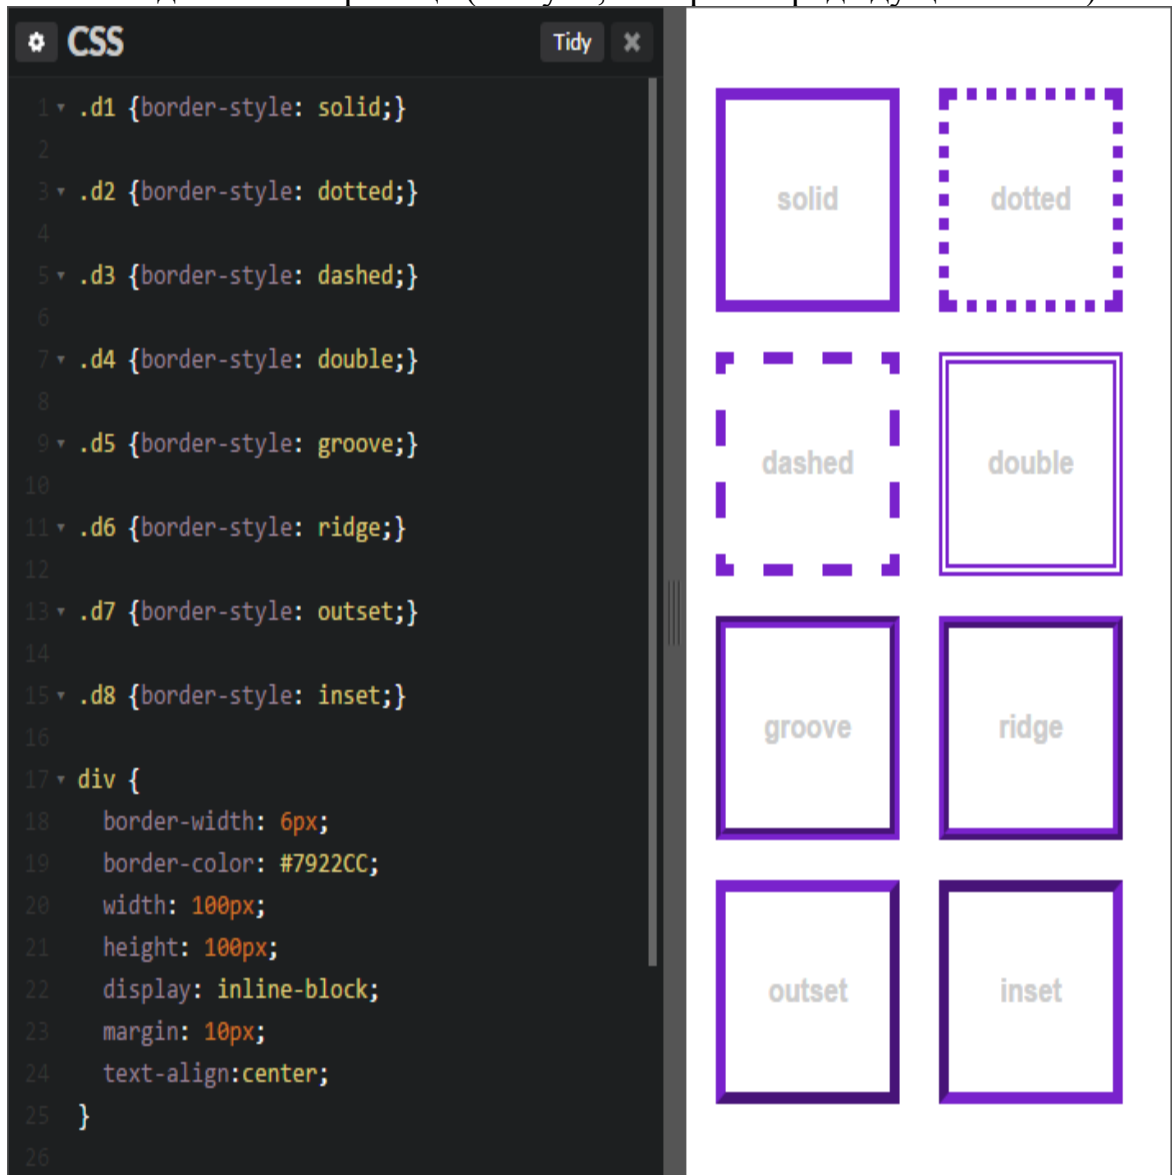 CSS
Tidy
1 .d1 {border-style: solid;}
2
3 .d2 {border-style: dotted;}
4
5 .d3 {border-style: dashed;}
6
7 .d4 {border-style: double;}
8
9 .d5 {border-style: groove;}
10
11 .d6 {border-style: ridge;}
12
13 .d7 {border-style: outset;}
14
15 .d8 {border-style: inset;}
16
17 div {
18 border-width: 6px;
19 border-color: #7922CC;
20 width: 100px;
21 height: 100px;
22 display: inline-block;
23 margin: 10px;
24 text-align:center;
25 }
26
solid dotted
dashed double
groove ridge
outset inset